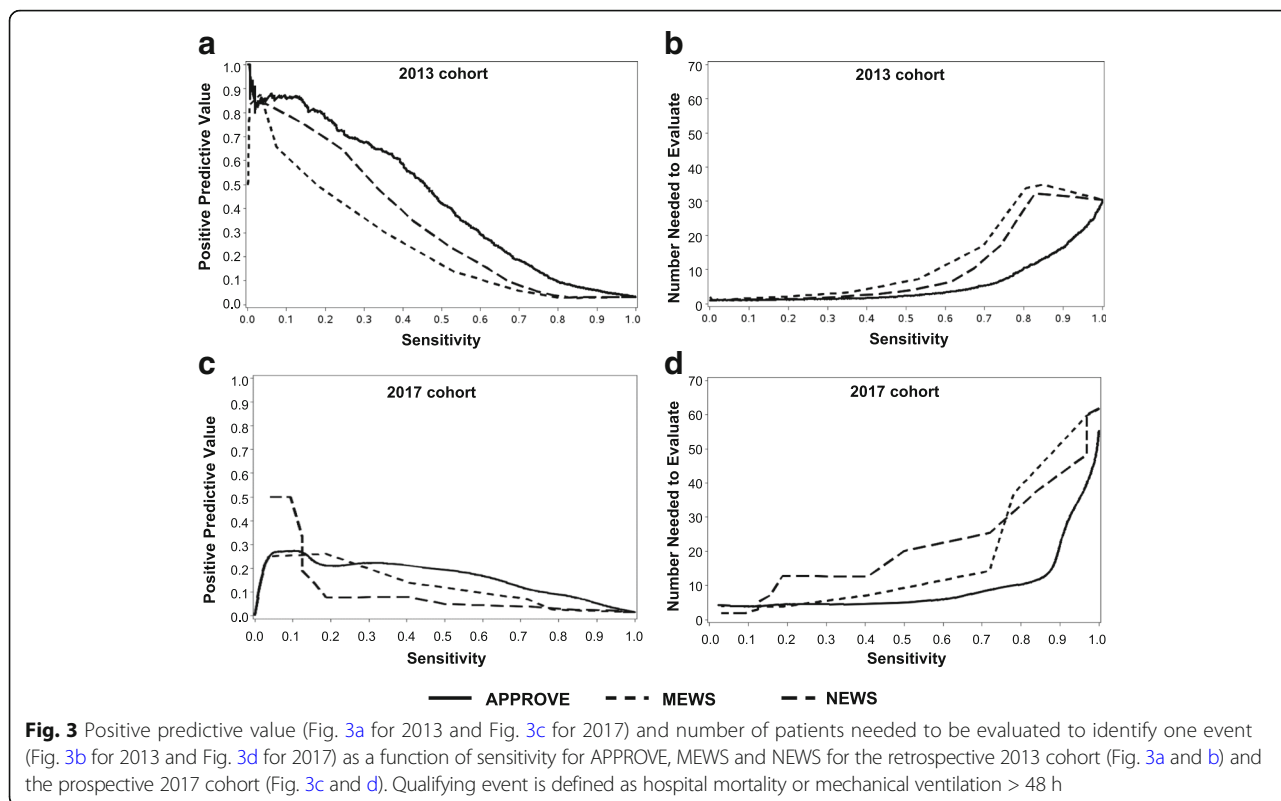 a
b
1.0
0.9
0.8
0.7
0.6
0.5
0.4
0.3
0.2
0.1
0.0
Positive Predictive Value
2013 cohort
0.0 0.1 0.2 0.3 0.4 0.5 0.6 0.7 0.8 0.9 1.0
Sensitivity
70
60
50
40
30
20
10
0
Number Needed to Evaluate
2013 cohort
0.0 0.1 0.2 0.3 0.4 0.5 0.6 0.7 0.8 0.9 1.0
Sensitivity
c
d
1.0
0.9
0.8
0.7
0.6
0.5
0.4
0.3
0.2
0.1
0.0
Positive Predictive Value
2017 cohort
0.0 0.1 0.2 0.3 0.4 0.5 0.6 0.7 0.8 0.9 1.0
Sensitivity
70
60
50
40
30
20
10
0
Number Needed to Evaluate
2017 cohort
0.0 0.1 0.2 0.3 0.4 0.5 0.6 0.7 0.8 0.9 1.0
Sensitivity
APPROVE MEWS NEWS
Fig. 3 Positive predictive value (Fig. 3a for 2013 and Fig. 3c for 2017) and number of patients needed to be evaluated to identify one event
(Fig. 3b for 2013 and Fig. 3d for 2017) as a function of sensitivity for APPROVE, MEWS and NEWS for the retrospective 2013 cohort (Fig. 3a and b) and
the prospective 2017 cohort (Fig. 3c and d). Qualifying event is defined as hospital mortality or mechanical ventilation > 48 h